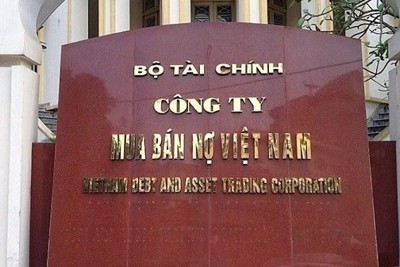 BỘ TÀI CHÍNH
CÔNG TY
MUA BÁN NỢ VIỆT NAM
VIETNAM DEBT AND ASSET TRADING CORPORATION